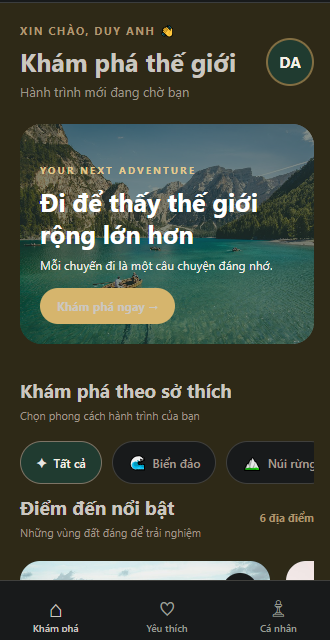 XIN CHÀO, DUY ANH 👋
Khám phá thế giới
DA
Hành trình mới đang chờ bạn
YOUR NEXT ADVENTURE
Đi để thấy thế giới
rộng lớn hơn
Mỗi chuyến đi là một câu chuyện đáng nhớ.
Khám phá ngay →
Khám phá theo sở thích
Chọn phong cách hành trình của bạn
✦ Tất cả
🌊 Biển đảo
⛰️ Núi rừng
Điểm đến nổi bật
6 địa điểm
Những vùng đất đáng để trải nghiệm
Khám phá
Yêu thích
Cá nhân